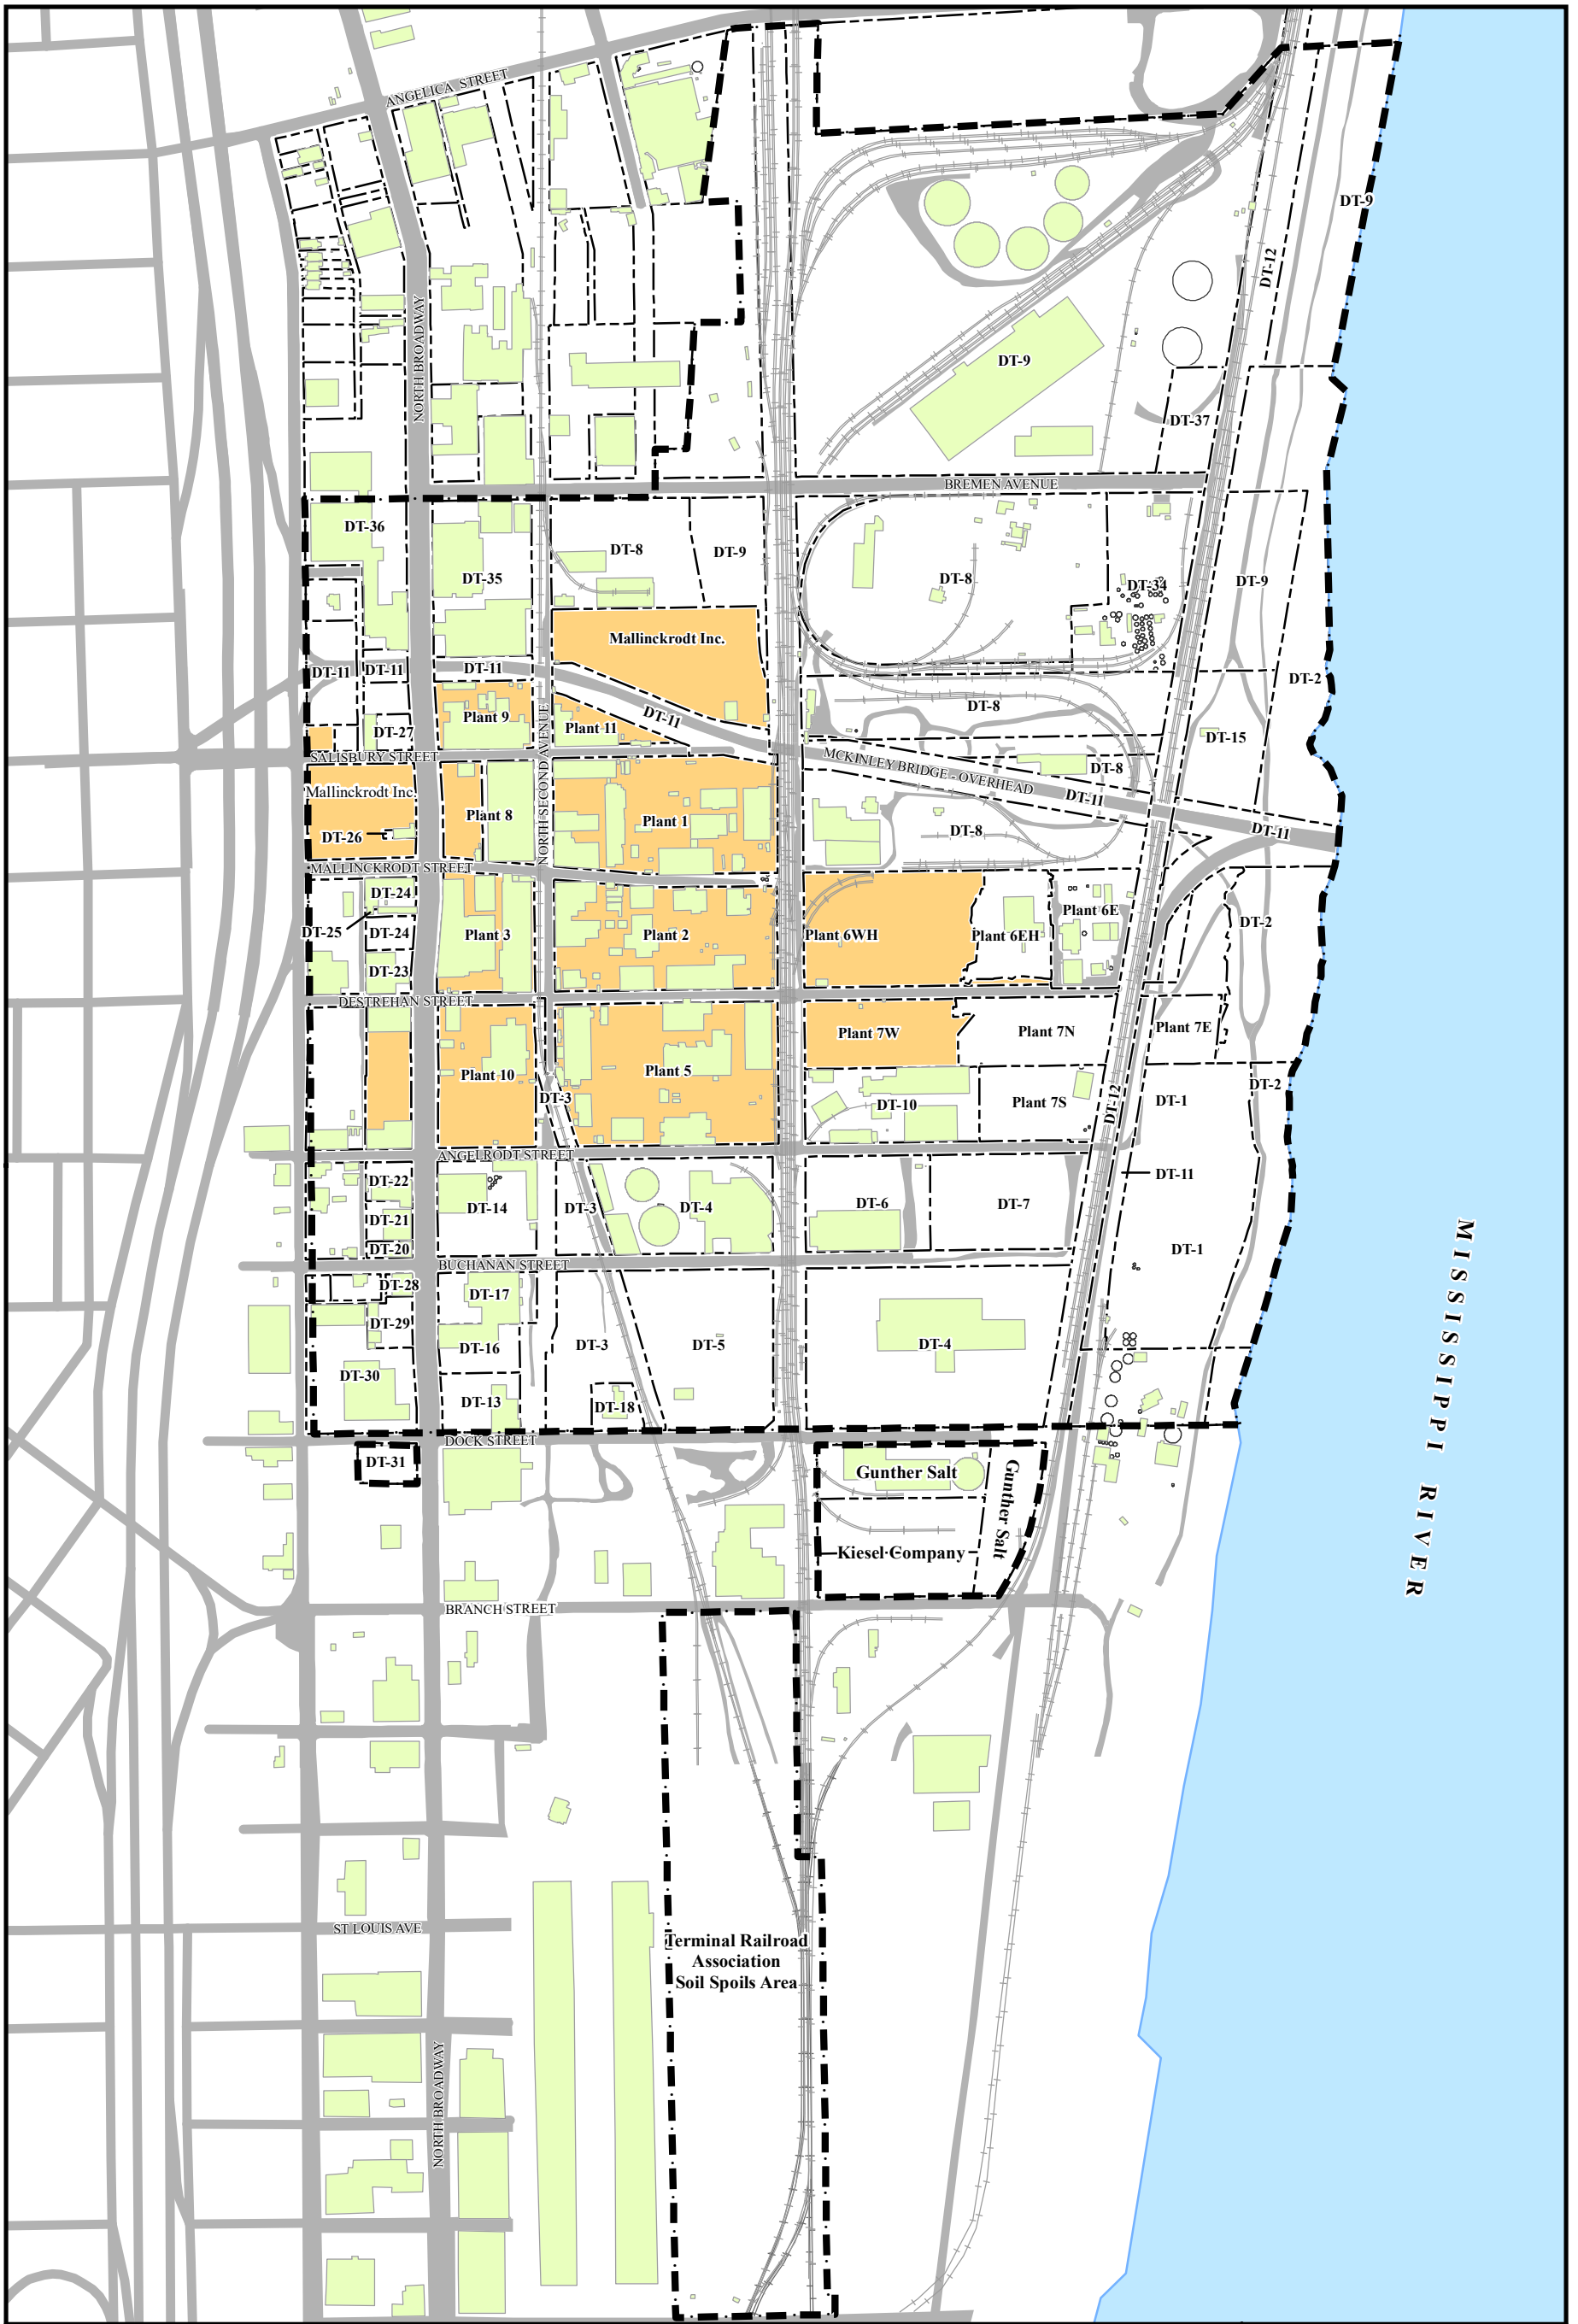 ANGELICA STREET
DT-9
DT-12
NORTH BROADWAY
DT-9
DT-37
BREMEN AVENUE
DT-36
DT-8
DT-9
DT-35
DT-8
DT-34
DT-9
Mallinckrodt Inc.
DT-11
DT-11
DT-11
DT-2
DT-8
Plant 9
DT-11
Plant 11
DT-27
NORTH SECOND AVENUE
DT-15
SALISBURY STREET
MCKINLEY BRIDGE - OVERHEAD
DT-8
Mallinckrodt Inc.
DT-11
Plant 8
Plant 1
DT-8
DT-11
DT-26
MALLINCKRODT STREET
DT-24
Plant 6E
DT-2
DT-25
DT-24
Plant 3
Plant 2
Plant 6WH
Plant 6EH
DT-23
DESTREHAN STREET
Plant 7W
Plant 7N
Plant 7E
Plant 10
Plant 5
DT-2
DT-3
DT-10
Plant 7S
DT-12
DT-1
ANGELRODT STREET
DT-11
DT-22
DT-14
DT-3
DT-4
DT-6
DT-7
DT-21
DT-20
DT-1
BUCHANAN STREET
DT-28
DT-17
DT-29
DT-16
DT-3
DT-5
DT-4
DT-30
DT-13
DT-18
MISSISSIPPI RIVER
DOCK STREET
DT-31
Gunther Salt
Gunther Salt
Kiesel Company
BRANCH STREET
ST LOUIS AVE
Terminal Railroad
Association
Soil Spoils Area
NORTH BROADWAY